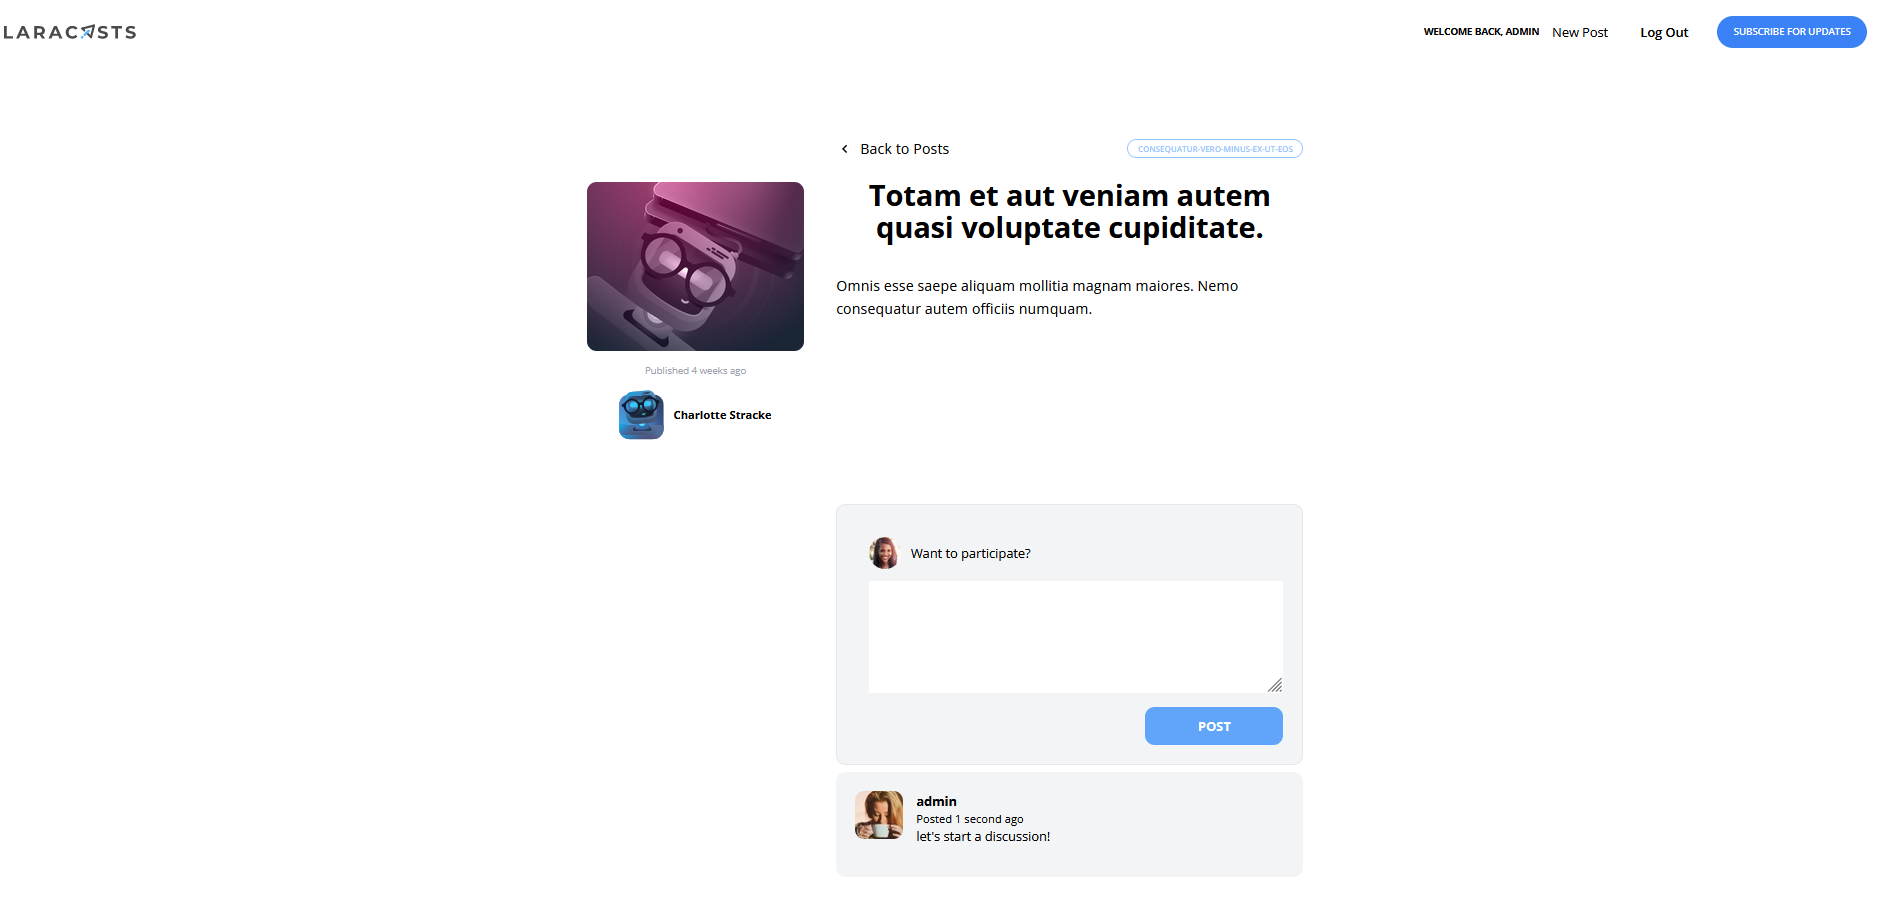 LARACASTS
WELCOME BACK, ADMIN
New Post
Log Out
SUBSCRIBE FOR UPDATES
Back to Posts
CONSEQUATUR-VERO-MINUS-EX-UT-EOS
Totam et aut veniam autem
quasi voluptate cupiditate.
Omnis esse saepe aliquam mollitia magnam maiores. Nemo
consequatur autem officiis numquam.
Published 4 weeks ago
Charlotte Stracke
Want to participate?
POST
admin
Posted 1 second ago
let's start a discussion!